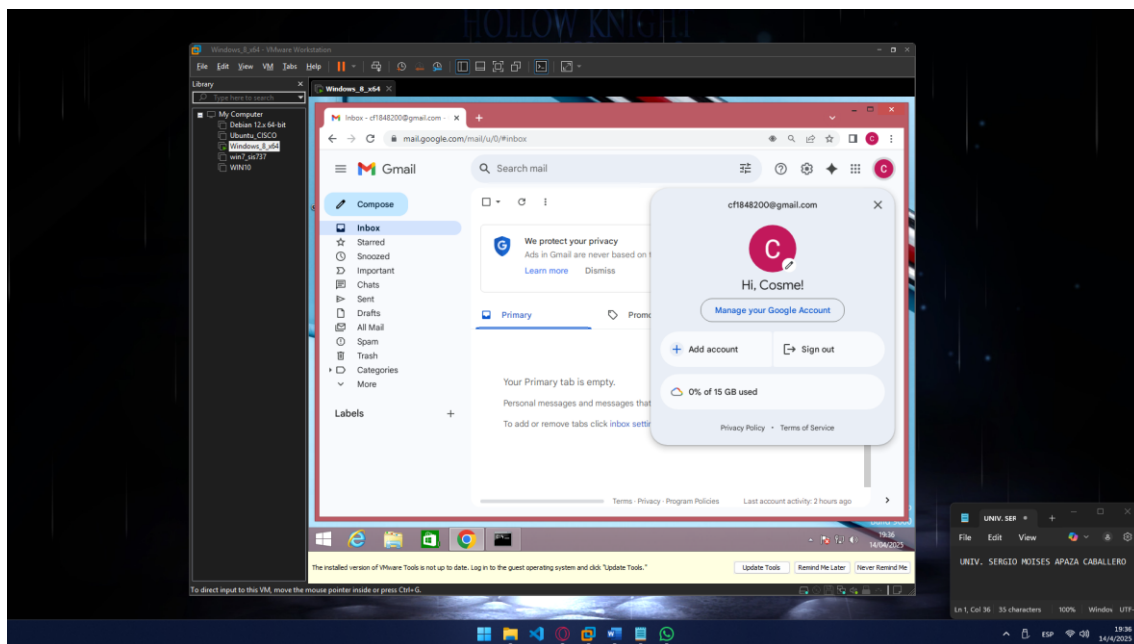 HOLLOW KNIGHT
Windows_8_x64 - VMware Workstation
File Edit View VM Tabs Help
Library
Type here to search
My Computer
Debian 12.x 64-bit
Ubuntu_CISCO
Windows_8_x64
win7_sis737
WIN10
Windows_8_x64
Inbox - cf1848200@gmail.com -
mail.google.com/mail/u/0/#inbox
C
Gmail
Search mail
C
Compose
Inbox
Starred
Snoozed
Important
Chats
Sent
Drafts
All Mail
Spam
Trash
Categories
More
Labels
We protect your privacy
Ads in Gmail are never based on
Learn more Dismiss
Primary
Promo
Your Primary tab is empty.
Personal messages and messages that
To add or remove tabs click inbox setti
Terms · Privacy · Program Policies
Last account activity: 2 hours ago
cf1848200@gmail.com
C
Hi, Cosme!
Manage your Google Account
Add account
Sign out
0% of 15 GB used
Privacy Policy • Terms of Service
19:36
14/04/2025
The installed version of VMware Tools is not up to date. Log in to the guest operating system and click "Update Tools."
Update Tools
Remind Me Later
Never Remind Me
To direct input to this VM, move the mouse pointer inside or press Ctrl+G.
UNIV. SER
File Edit View
UNIV. SERGIO MOISES APAZA CABALLERO
Ln 1, Col 36 35 characters 100% Window UTF-
ESP
19:36
14/4/2025